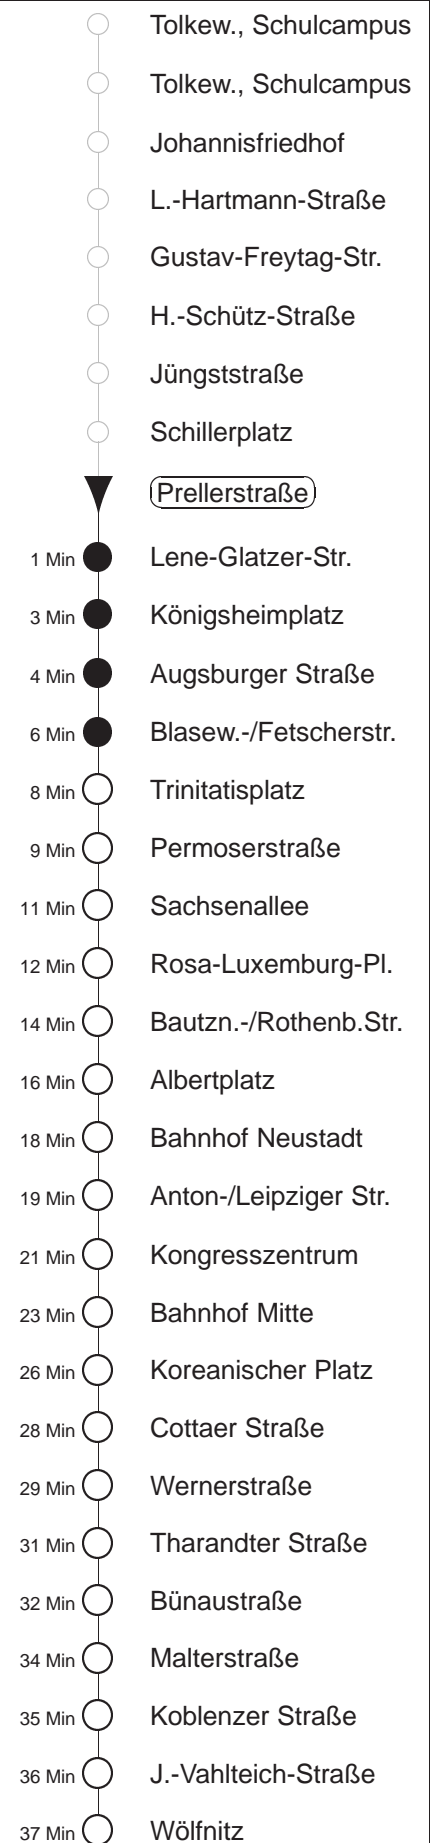 Tolkew., Schulcampus
Tolkew., Schulcampus
Johannisfriedhof
L.-Hartmann-Straße
Gustav-Freytag-Str.
H.-Schütz-Straße
Jüngststraße
Schillerplatz
Prellerstraße
1 Min Lene-Glatzer-Str.
3 Min Königsheimplatz
4 Min Augsburger Straße
6 Min Blasew.-/Fetscherstr.
8 Min Trinitatisplatz
9 Min Permoserstraße
11 Min Sachsenallee
12 Min Rosa-Luxemburg-Pl.
14 Min Bautzn.-/Rothenb.Str.
16 Min Albertplatz
18 Min Bahnhof Neustadt
19 Min Anton-/Leipziger Str.
21 Min Kongresszentrum
23 Min Bahnhof Mitte
26 Min Koreanischer Platz
28 Min Cottaer Straße
29 Min Wernerstraße
31 Min Tharandter Straße
32 Min Bünaustraße
34 Min Malterstraße
35 Min Koblenzer Straße
36 Min J.-Vahlteich-Straße
37 Min Wölfnitz